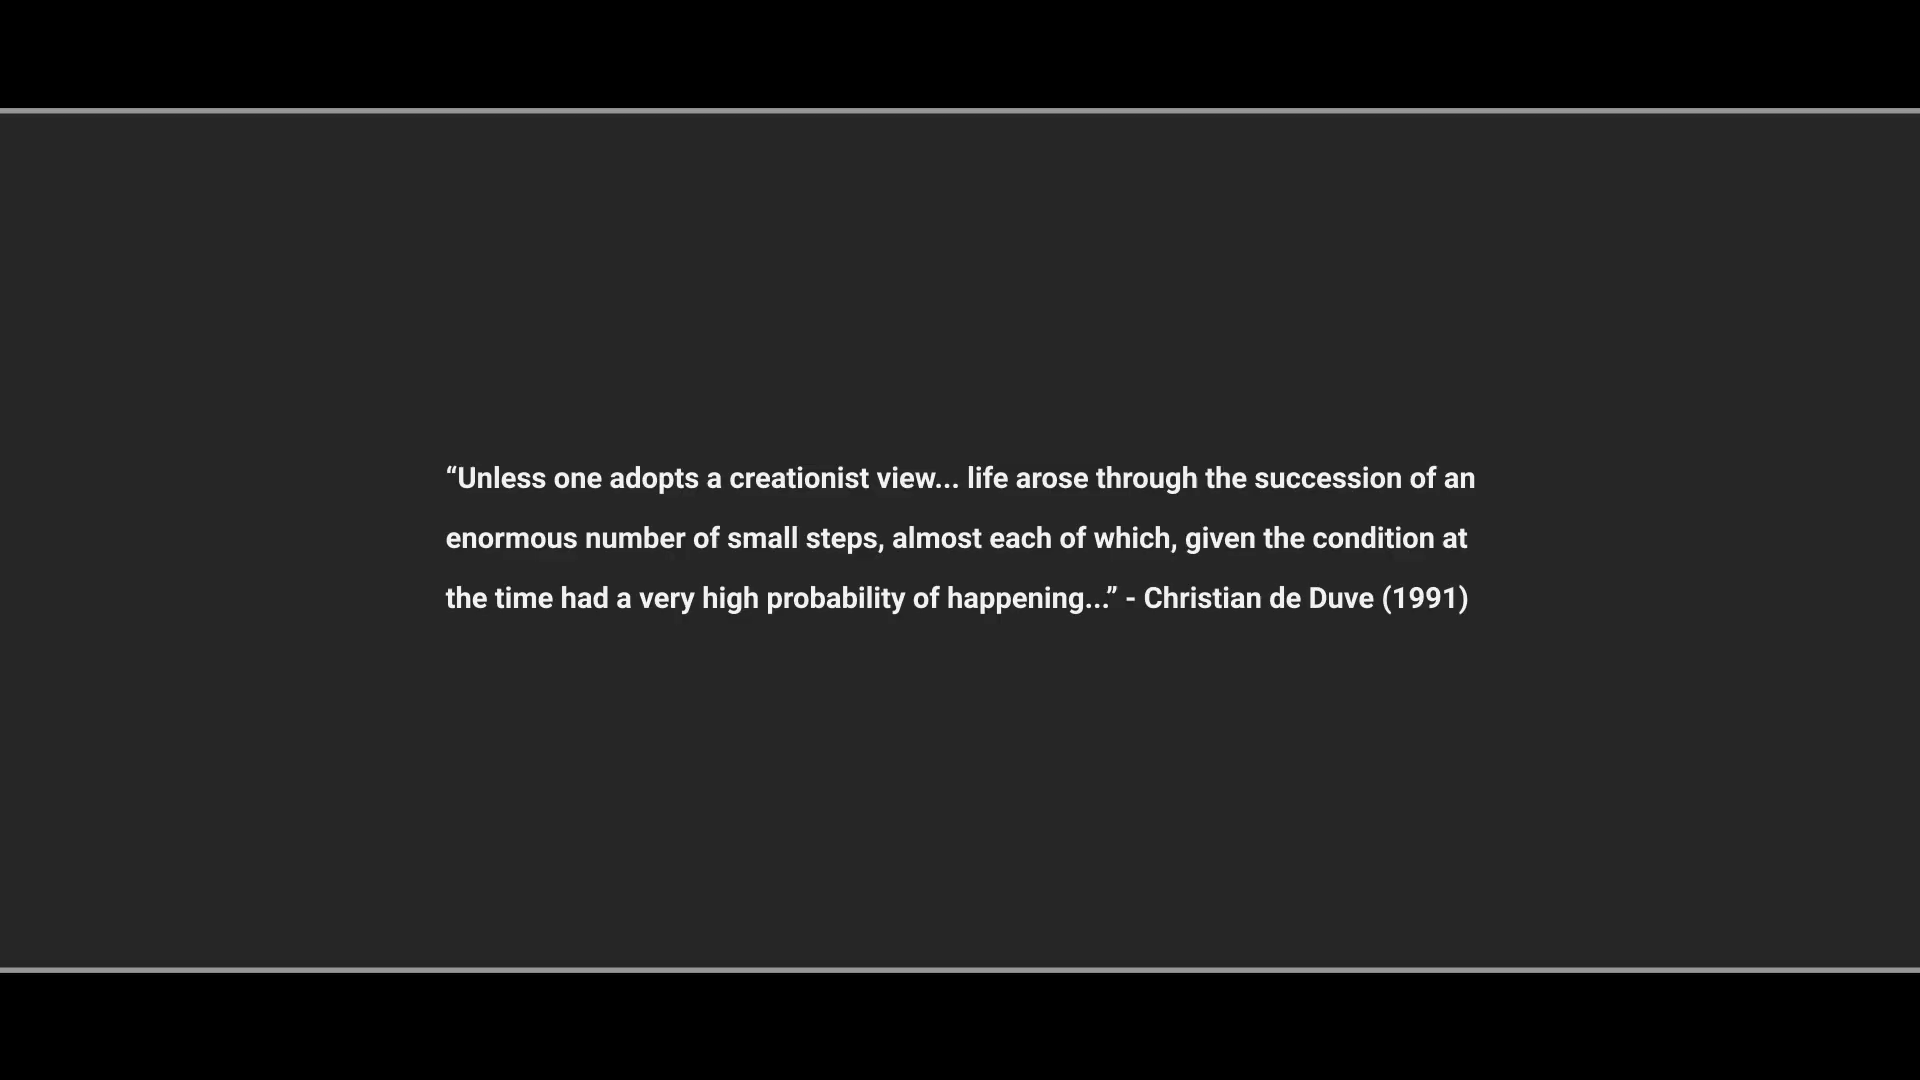 “Unless one adopts a creationist view... life arose through the succession of an
enormous number of small steps, almost each of which, given the condition at
the time had a very high probability of happening...” - Christian de Duve (1991)